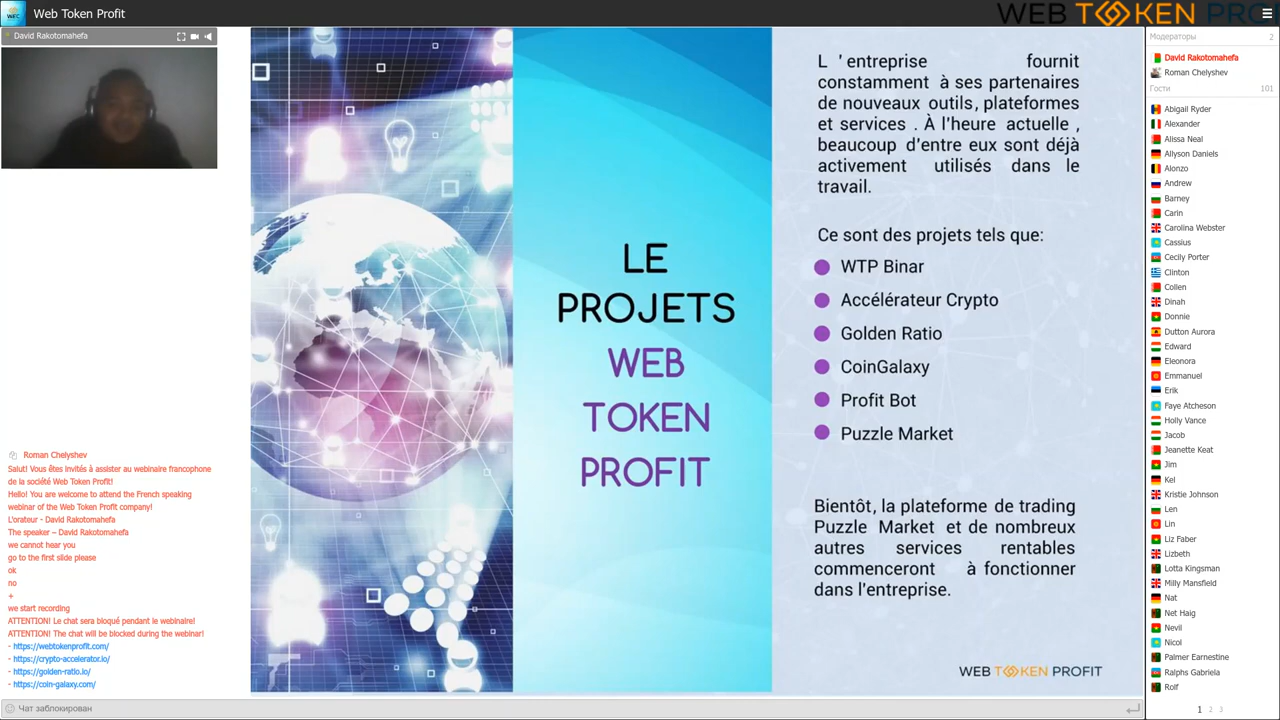 Web Token Profit
WEB TOKEN PRO
David Rakotomahefa
Roman Chelyshev
Salut! Vous êtes invités à assister au webinaire francophone
de la société Web Token Profit!
Hello! You are welcome to attend the French speaking
webinar of the Web Token Profit company!
L'orateur - David Rakotomahefa
The speaker – David Rakotomahefa
we cannot hear you
go to the first slide please
ok
no
+
we start recording
ATTENTION! Le chat sera bloqué pendant le webinaire!
ATTENTION! The chat will be blocked during the webinar!
- https://webtokenprofit.com/
- https://crypto-accelerator.io/
- https://golden-ratio.io/
- https://coin-galaxy.com/
Чат заблокирован
LE
PROJETS
WEB
TOKEN
PROFIT
L ' entreprise fournit
constamment à ses partenaires
de nouveaux outils, plateformes
et services . À l'heure actuelle ,
beaucoup d'entre eux sont déjà
activement utilisés dans le
travail.
Ce sont des projets tels que:
WTP Binar
Accélérateur Crypto
Golden Ratio
CoinGalaxy
Profit Bot
Puzzle Market
Bientôt, la plateforme de trading
Puzzle Market et de nombreux
autres services rentables
commenceront à fonctionner
dans l'entreprise.
WEB TOKEN PROFIT
Модераторы 2
David Rakotomahefa
Roman Chelyshev
Гости 101
Abigail Ryder
Alexander
Alissa Neal
Allyson Daniels
Alonzo
Andrew
Barney
Carin
Carolina Webster
Cassius
Cecily Porter
Clinton
Collen
Dinah
Donnie
Dutton Aurora
Edward
Eleonora
Emmanuel
Erik
Faye Atcheson
Holly Vance
Jacob
Jeanette Keat
Jim
Kel
Kristie Johnson
Len
Lin
Liz Faber
Lizbeth
Lotta Kingsman
Milly Mansfield
Nat
Net Haig
Nevil
Nicol
Palmer Earnestine
Ralphs Gabriela
Rolf
1 2 3